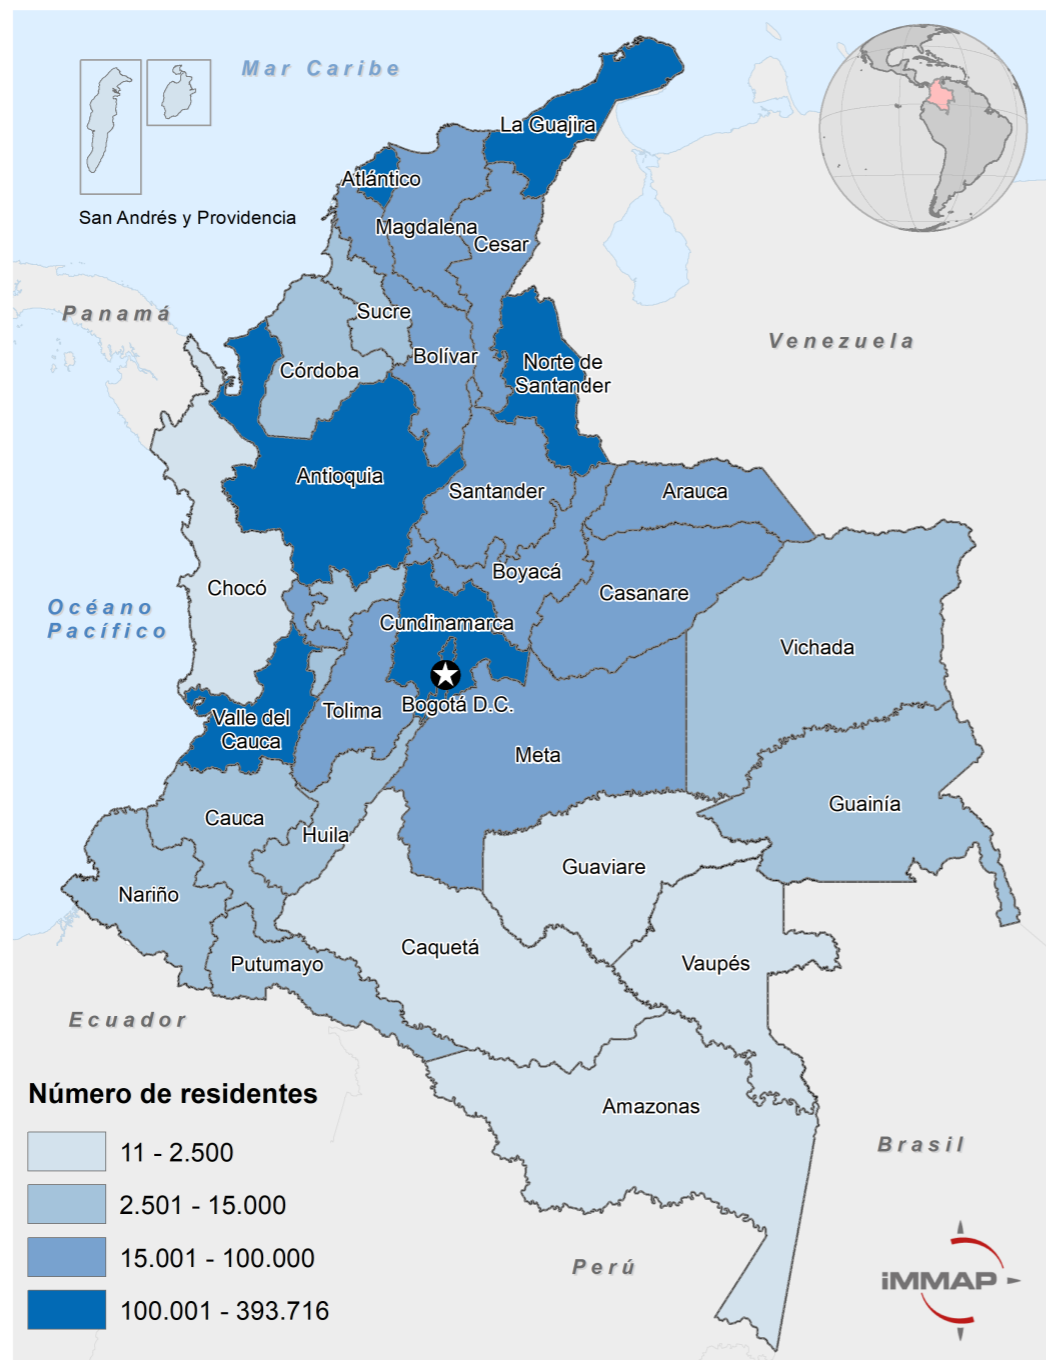 Mar Caribe
La Guajira
Atlántico
San Andrés y Providencia
Magdalena
Cesar
Panamá
Sucre
Venezuela
Bolívar
Córdoba
Norte de
Santander
Antioquia
Santander
Arauca
Boyacá
Chocó
Casanare
Océano
Pacífico
Cundinamarca
Vichada
Bogotá D.C.
Tolima
Valle del
Cauca
Meta
Guainía
Cauca
Huila
Guaviare
Nariño
Caquetá
Vaupés
Putumayo
Ecuador
Número de residentes
11 - 2.500
2.501 - 15.000
15.001 - 100.000
100.001 - 393.716
Amazonas
Brasil
Perú
iMMAP